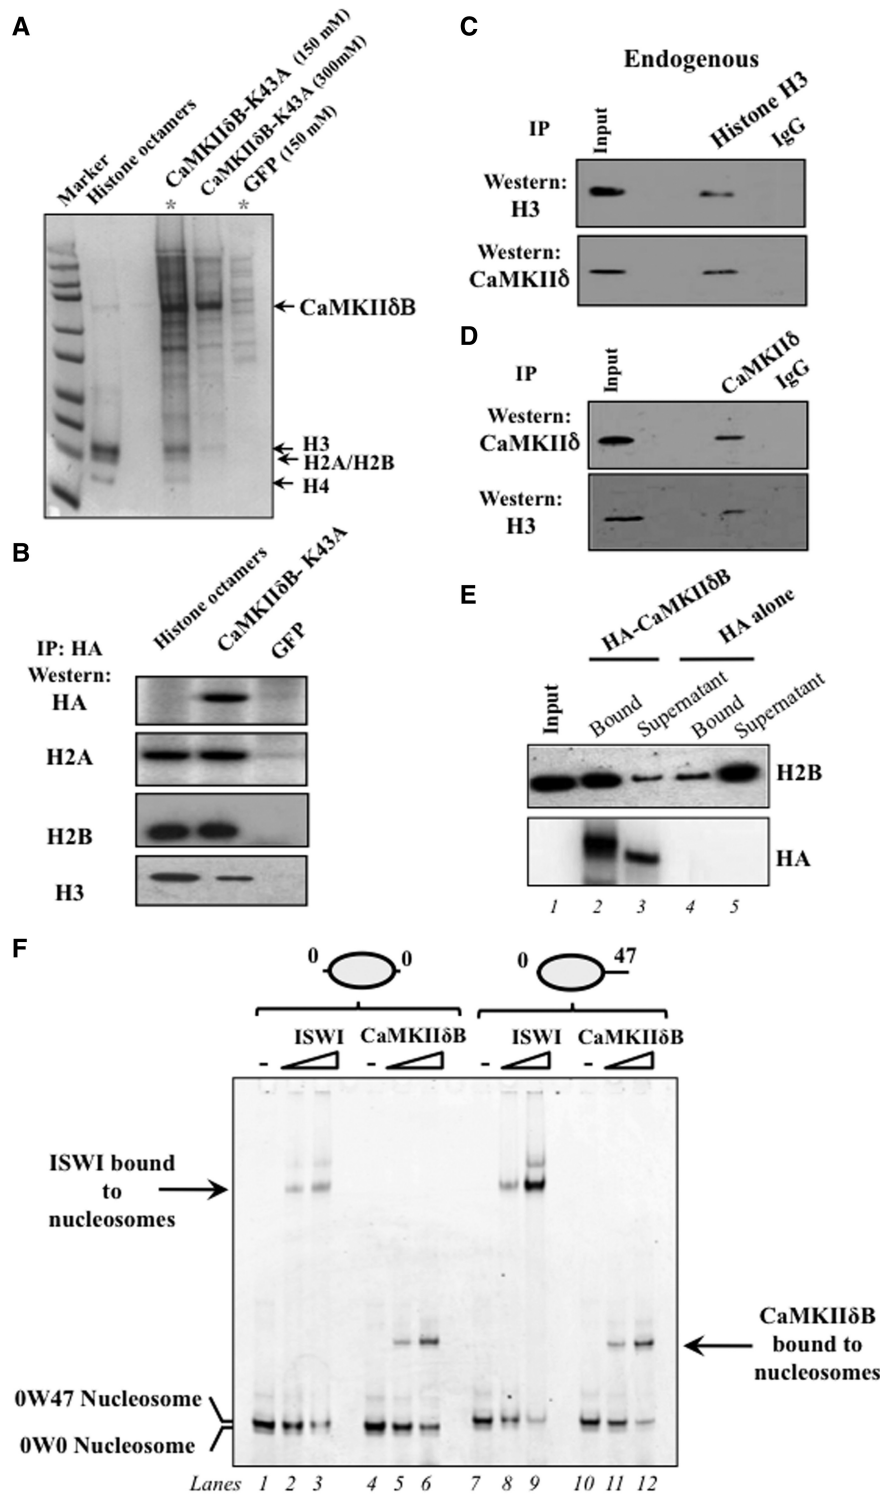 A
Marker
Histone octamers
CaMKIIδB-K43A (150 mM)
CaMKIIδB-K43A (300mM)
GFP (150 mM)
* *
CaMKIIδB
H3
H2A/H2B
H4
B
Histone octamers
CaMKIIδB- K43A
GFP
IP: HA
Western:
HA
H2A
H2B
H3
C
Endogenous
IP
Input
Histone H3
IgG
Western:
H3
Western:
CaMKIIδ
D
IP
Input
CaMKIIδ
IgG
Western:
CaMKIIδ
Western:
H3
E
HA-CaMKIIδB
HA alone
Input
Bound
Supernatant
Bound
Supernatant
H2B
HA
1 2 3 4 5
F
0 0 0 47
ISWI CaMKIIδB ISWI CaMKIIδB
- - - -
ISWI bound
to
nucleosomes
CaMKIIδB
bound to
nucleosomes
0W47 Nucleosome
0W0 Nucleosome
Lanes 1 2 3 4 5 6 7 8 9 10 11 12